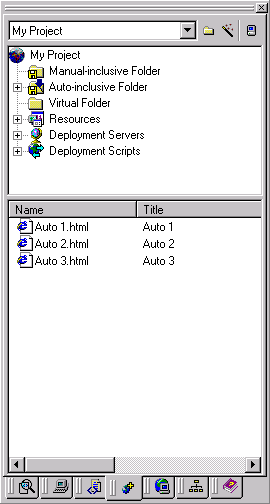 My Project
My Project
Manual-inclusive Folder
Auto-inclusive Folder
Virtual Folder
Resources
Deployment Servers
Deployment Scripts
Name Title
Auto 1.html Auto 1
Auto 2.html Auto 2
Auto 3.html Auto 3